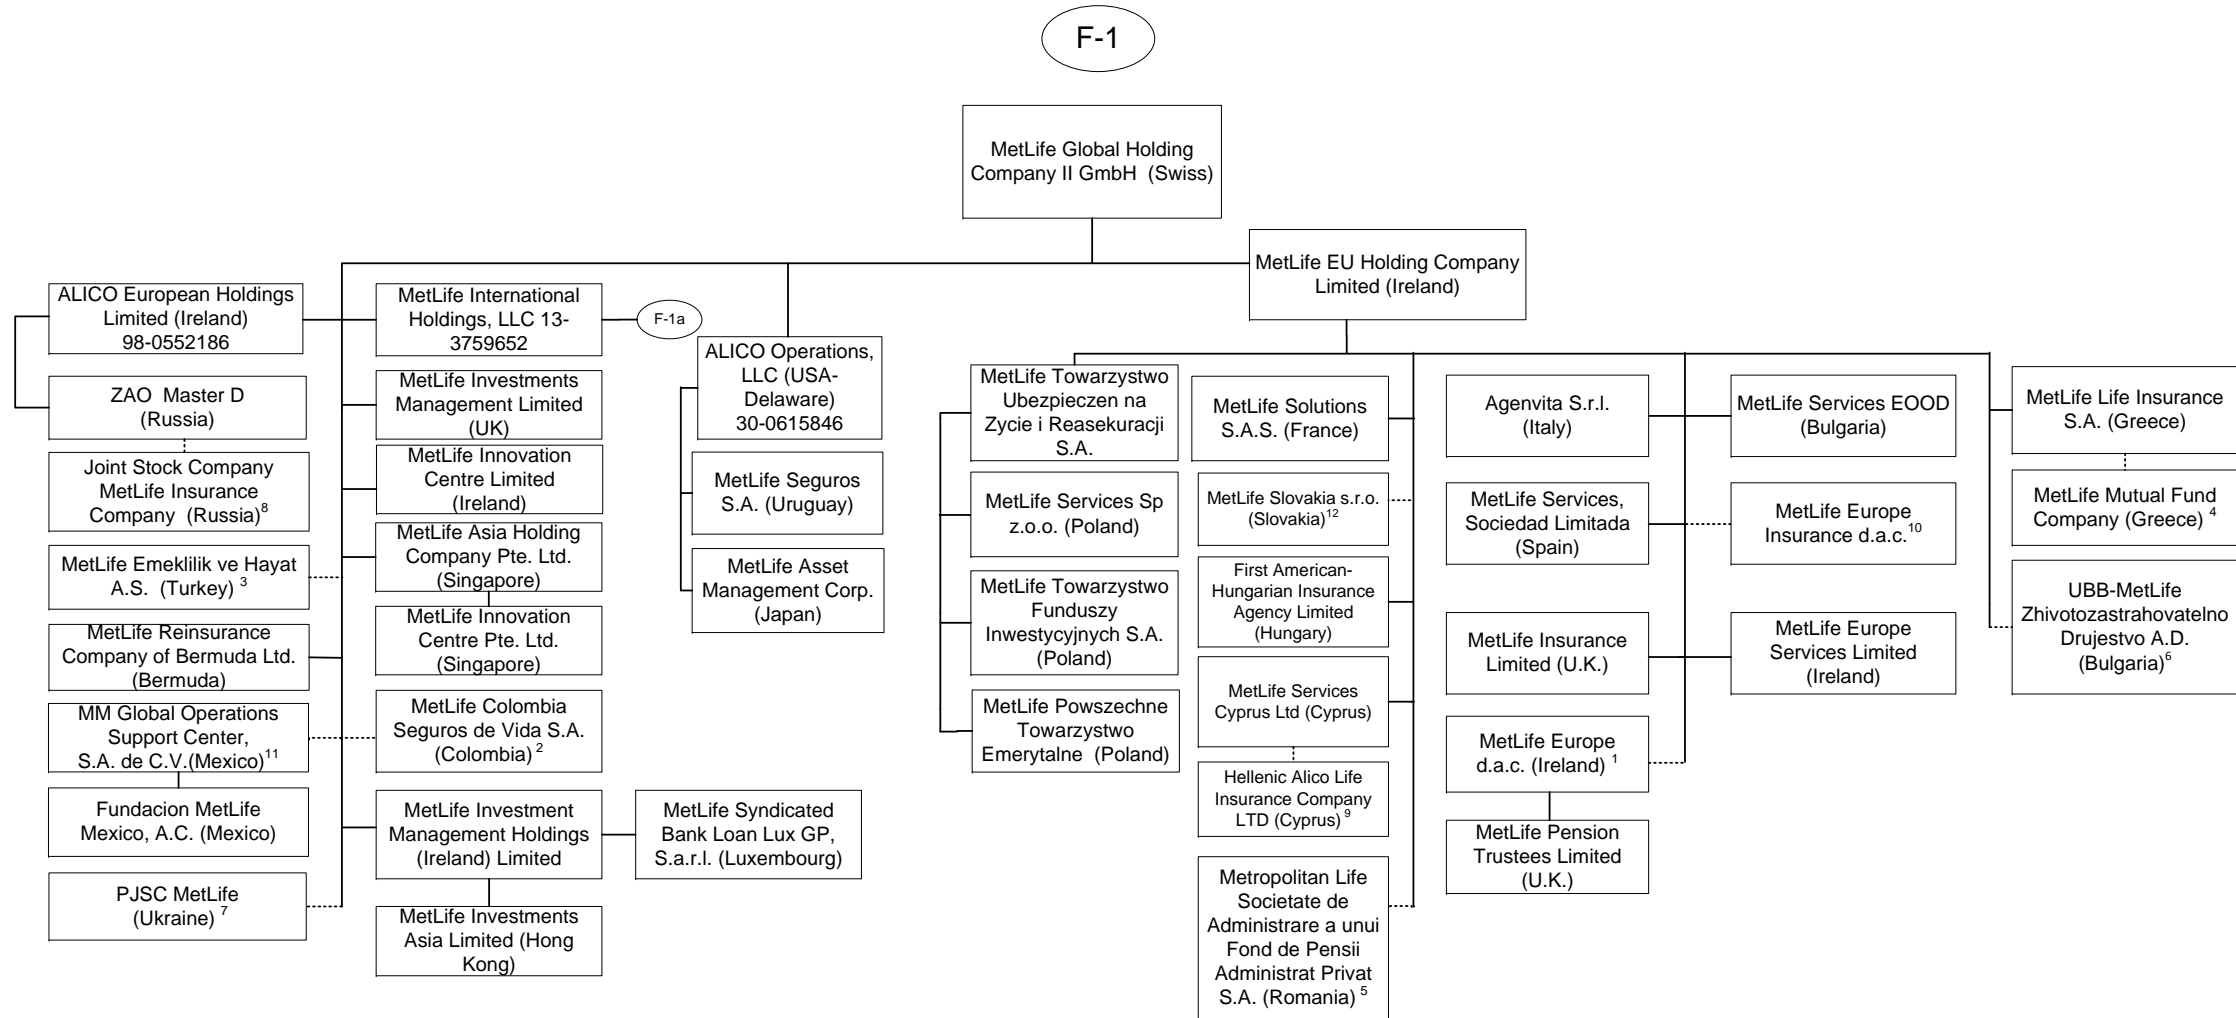 F-1
MetLife Global Holding
Company II GmbH (Swiss)
MetLife EU Holding Company
Limited (Ireland)
ALICO European Holdings
Limited (Ireland)
98-0552186
ZAO Master D
(Russia)
Joint Stock Company
MetLife Insurance
Company (Russia)8
MetLife Emeklilik ve Hayat
A.S. (Turkey) 3
MetLife Reinsurance
Company of Bermuda Ltd.
(Bermuda)
MM Global Operations
Support Center,
S.A. de C.V.(Mexico)11
Fundacion MetLife
Mexico, A.C. (Mexico)
PJSC MetLife
(Ukraine) 7
MetLife International
Holdings, LLC 13-
3759652
F-1a
MetLife Investments
Management Limited
(UK)
MetLife Innovation
Centre Limited
(Ireland)
MetLife Asia Holding
Company Pte. Ltd.
(Singapore)
MetLife Innovation
Centre Pte. Ltd.
(Singapore)
MetLife Colombia
Seguros de Vida S.A.
(Colombia) 2
MetLife Investment
Management Holdings
(Ireland) Limited
MetLife Syndicated
Bank Loan Lux GP,
S.a.r.l. (Luxembourg)
MetLife Investments
Asia Limited (Hong
Kong)
ALICO Operations,
LLC (USA-
Delaware)
30-0615846
MetLife Seguros
S.A. (Uruguay)
MetLife Asset
Management Corp.
(Japan)
MetLife Towarzystwo
Ubezpieczen na
Zycie i Reasekuracji
S.A.
MetLife Services Sp
z.o.o. (Poland)
MetLife Towarzystwo
Funduszy
Inwestycyjnych S.A.
(Poland)
MetLife Powszechne
Towarzystwo
Emerytalne (Poland)
MetLife Solutions
S.A.S. (France)
MetLife Slovakia s.r.o.
(Slovakia)12
First American-
Hungarian Insurance
Agency Limited
(Hungary)
MetLife Services
Cyprus Ltd (Cyprus)
Hellenic Alico Life
Insurance Company
LTD (Cyprus) 9
Metropolitan Life
Societate de
Administrare a unui
Fond de Pensii
Administrat Privat
S.A. (Romania) 5
Agenvita S.r.l.
(Italy)
MetLife Services,
Sociedad Limitada
(Spain)
MetLife Insurance
Limited (U.K.)
MetLife Europe
d.a.c. (Ireland) 1
MetLife Pension
Trustees Limited
(U.K.)
MetLife Services EOOD
(Bulgaria)
MetLife Europe
Insurance d.a.c.10
MetLife Europe
Services Limited
(Ireland)
MetLife Life Insurance
S.A. (Greece)
MetLife Mutual Fund
Company (Greece) 4
UBB-MetLife
Zhivotozastrahovatelno
Drujestvo A.D.
(Bulgaria)6